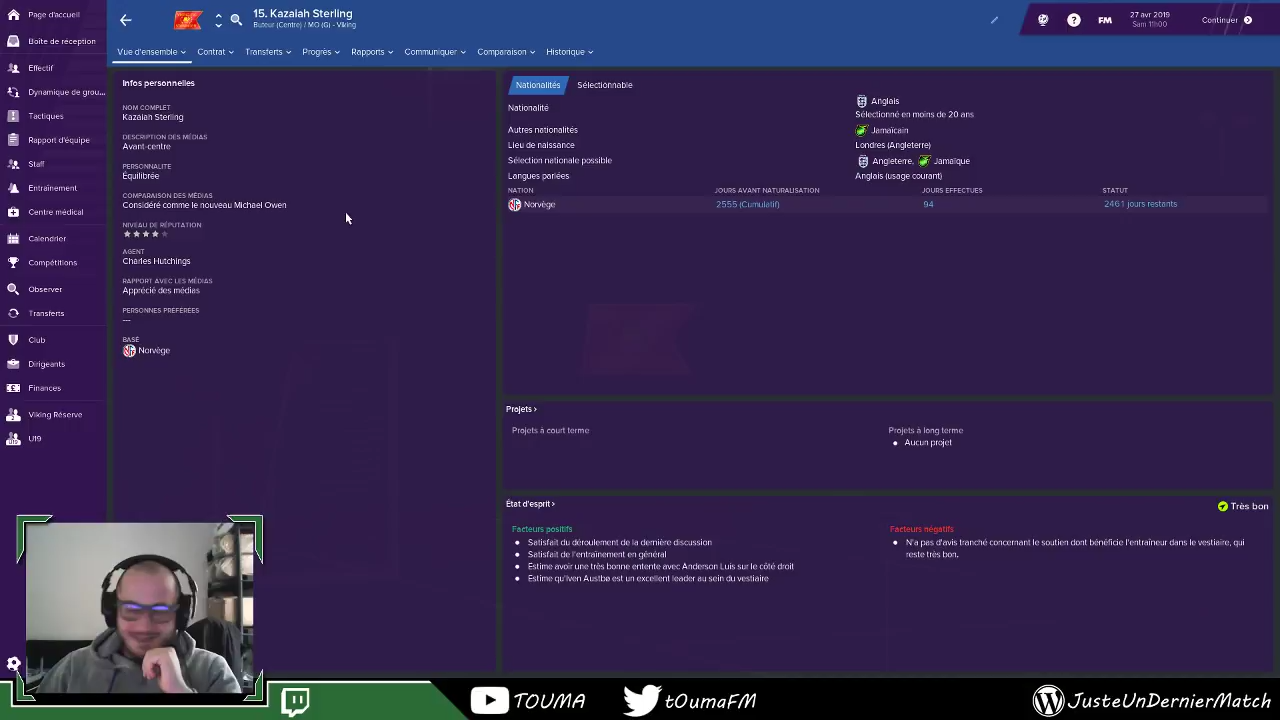 15. Kazaiah Sterling
Buteur (Centre) / MO (G) - Viking
FM
27 avr 2019
Sam 11h00
Continuer
Vue d'ensemble
Contrat
Transferts
Progrès
Rapports
Communiquer
Comparaison
Historique
Page d'accueil
Boîte de réception
Effectif
Dynamique de grou...
Tactiques
Rapport d'équipe
Staff
Entraînement
Centre médical
Calendrier
Compétitions
Observer
Transferts
Club
Dirigeants
Finances
Viking Réserve
U19
Infos personnelles
NOM COMPLET
Kazaiah Sterling
DESCRIPTION DES MÉDIAS
Avant-centre
PERSONNALITÉ
Équilibrée
COMPARAISON DES MÉDIAS
Considéré comme le nouveau Michael Owen
NIVEAU DE RÉPUTATION
AGENT
Charles Hutchings
RAPPORT AVEC LES MÉDIAS
Apprécié des médias
PERSONNES PRÉFÉRÉES
---
BASÉ
Norvège
Nationalités
Sélectionnable
Nationalité
Anglais
Sélectionné en moins de 20 ans
Autres nationalités
Jamaïcain
Lieu de naissance
Londres (Angleterre)
Sélection nationale possible
Angleterre, Jamaïque
Langues parlées
Anglais (usage courant)
NATION JOURS AVANT NATURALISATION JOURS EFFECTUÉS STATUT
Norvège 2555 (Cumulatif) 94 2461 jours restants
Projets >
Projets à court terme
Projets à long terme
Aucun projet
État d'esprit >
Très bon
Facteurs positifs
Satisfait du déroulement de la dernière discussion
Satisfait de l'entraînement en général
Estime avoir une très bonne entente avec Anderson Luis sur le côté droit
Estime qu'Iven Austbø est un excellent leader au sein du vestiaire
Facteurs négatifs
N'a pas d'avis tranché concernant le soutien dont bénéficie l'entraîneur dans le vestiaire, qui
reste très bon.
TOUMA
tOumaFM
JusteUnDernierMatch